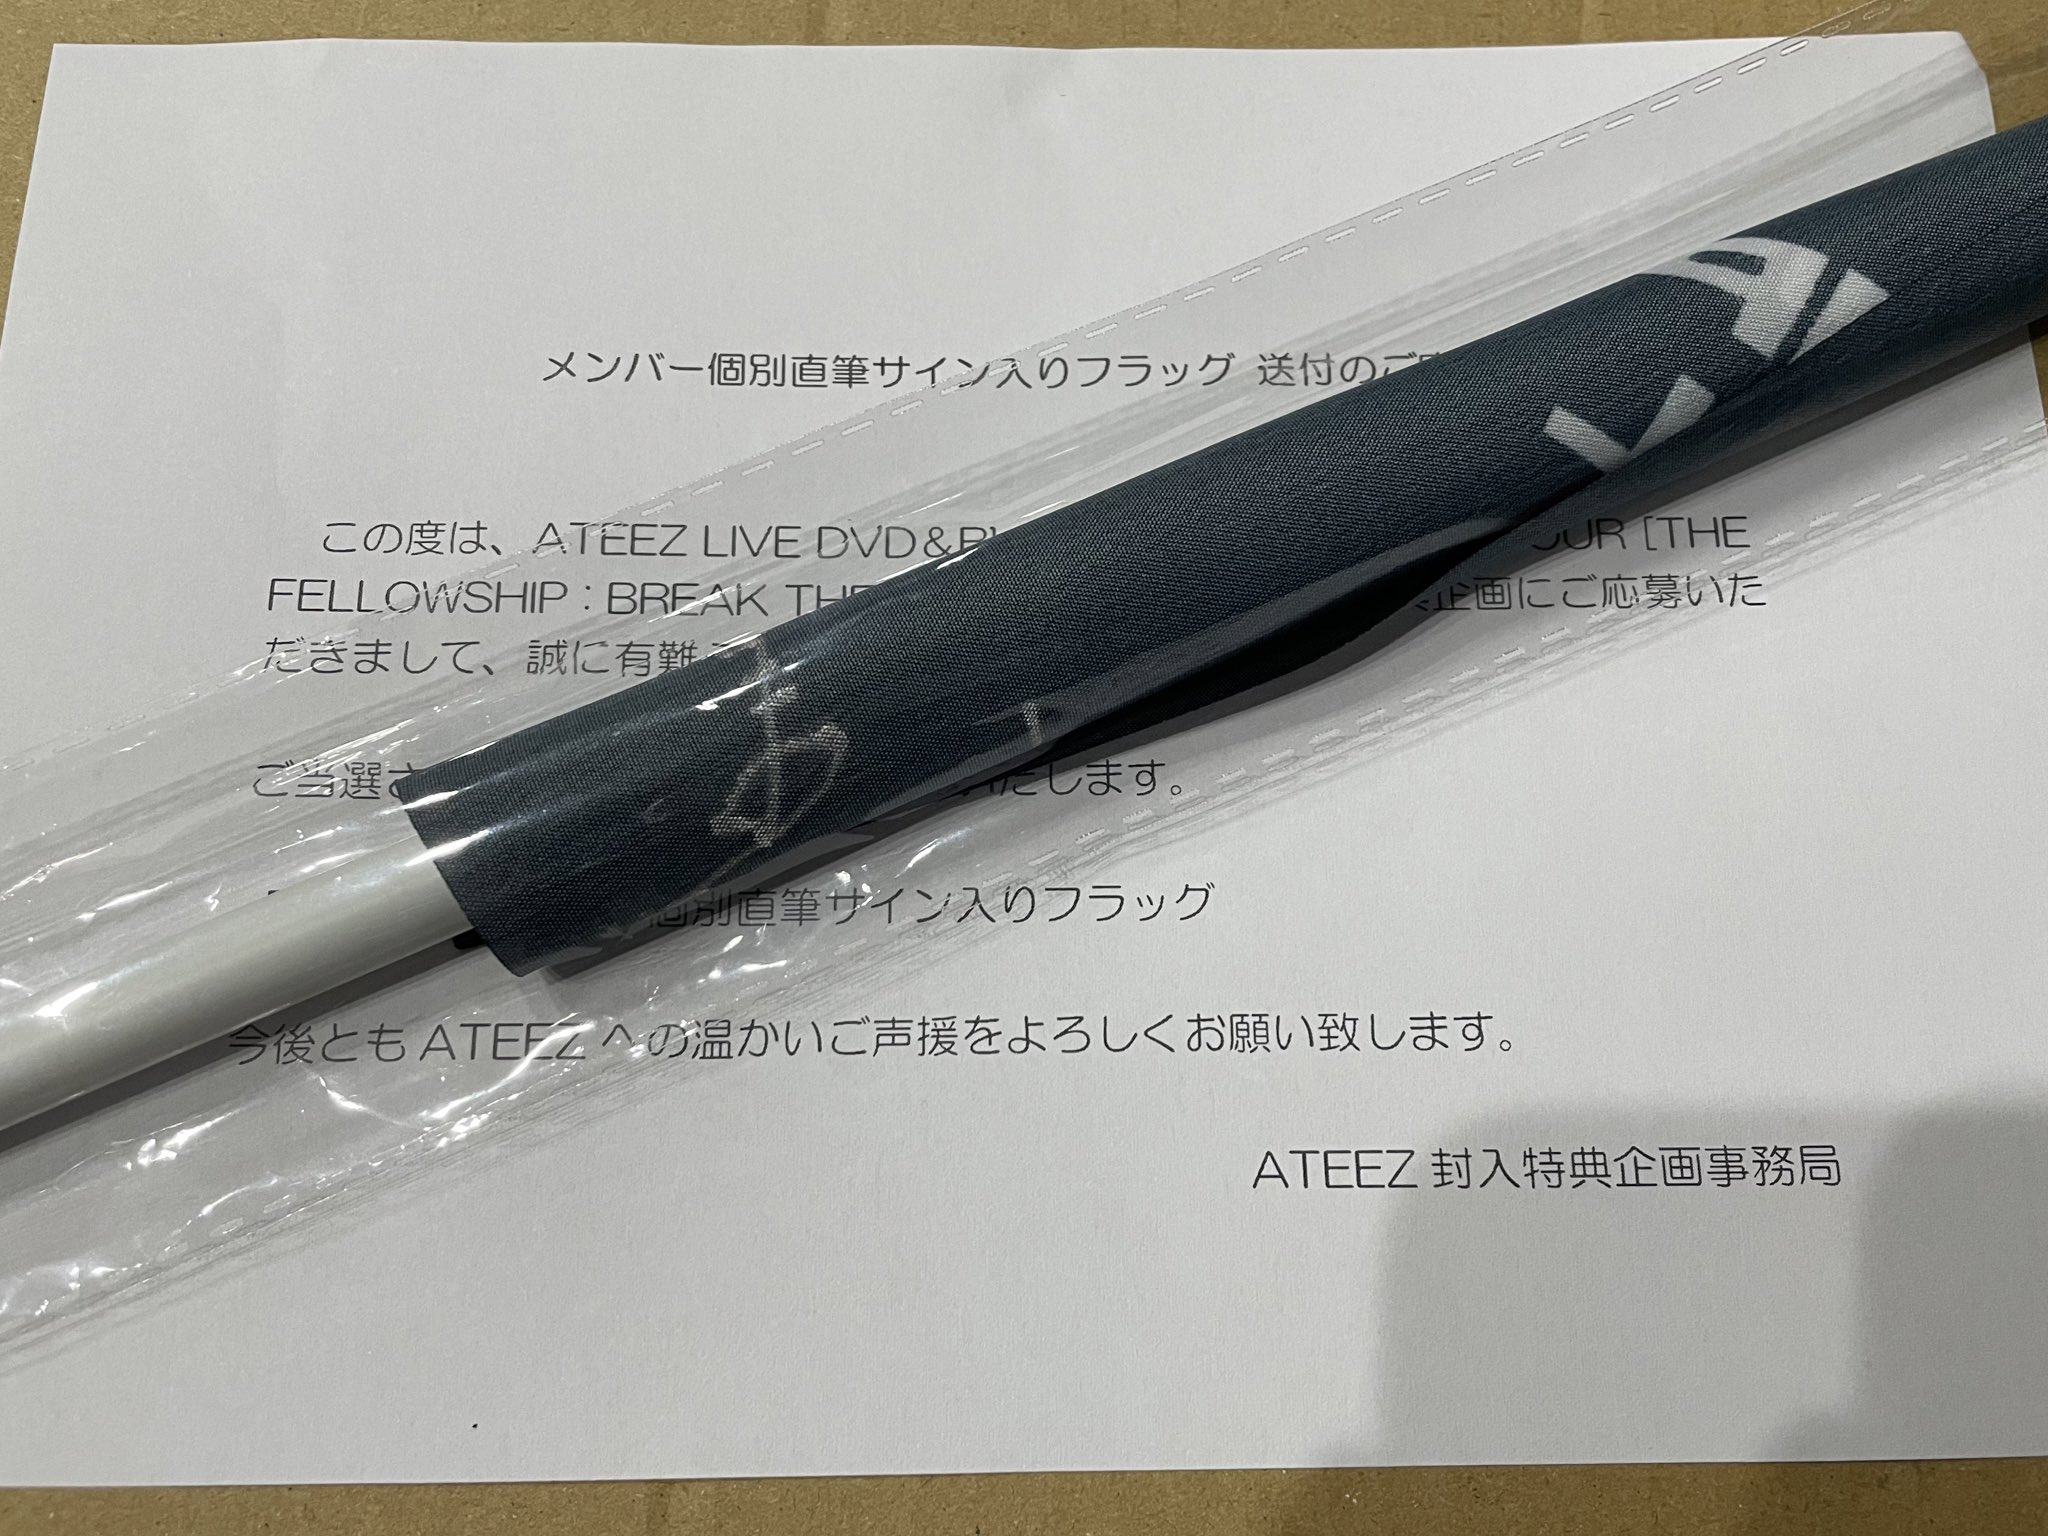 メンバー個別直筆サイン入りフラッグ 送付のご
この度は、ATEEZ LIVE DVD&B OUR [THE
FELLOWSHIP : BREAK THE 企画にご応募いた
だきまして、誠に有難
ご当選さ いたします。
個別直筆サイン入りフラッグ
今後とも ATEEZ への温かいご声援をよろしくお願い致します。
ATEEZ 封入特典企画事務局